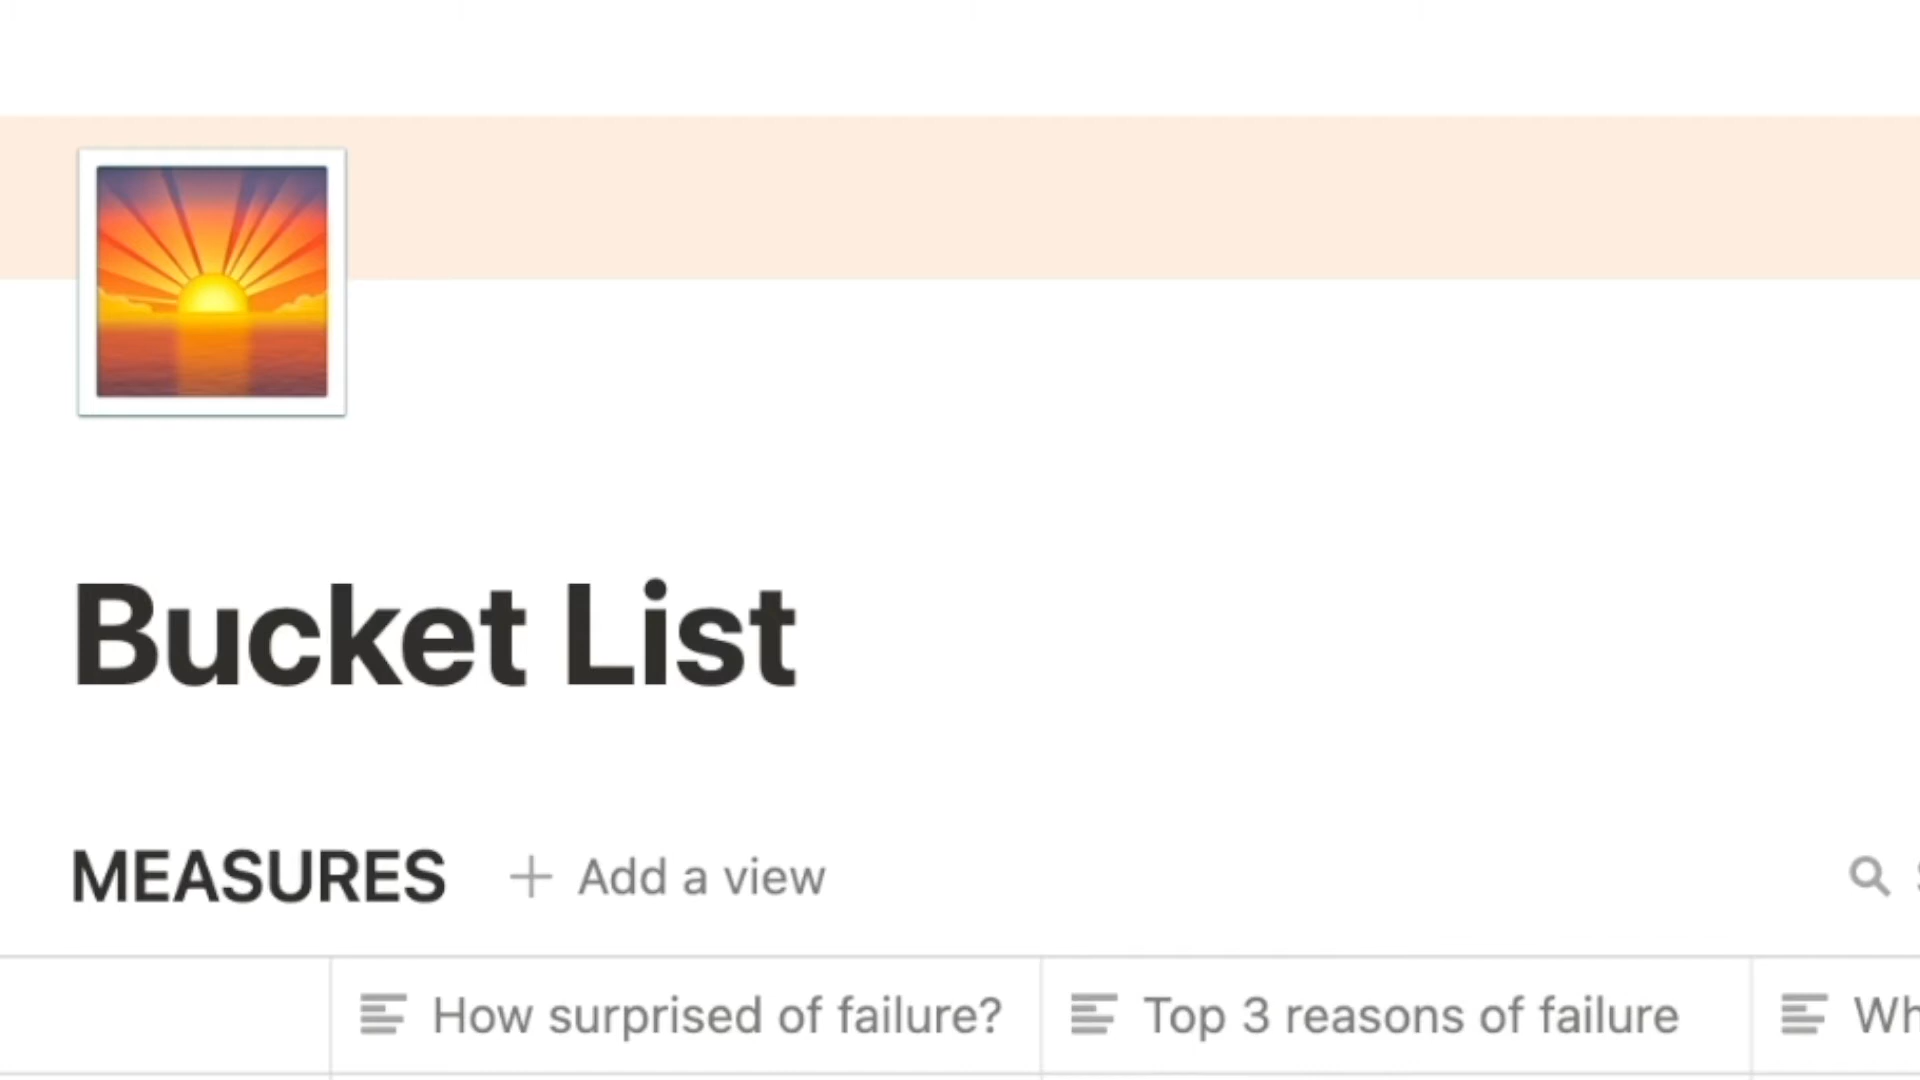 Bucket List
MEASURES + Add a view
How surprised of failure? Top 3 reasons of failure